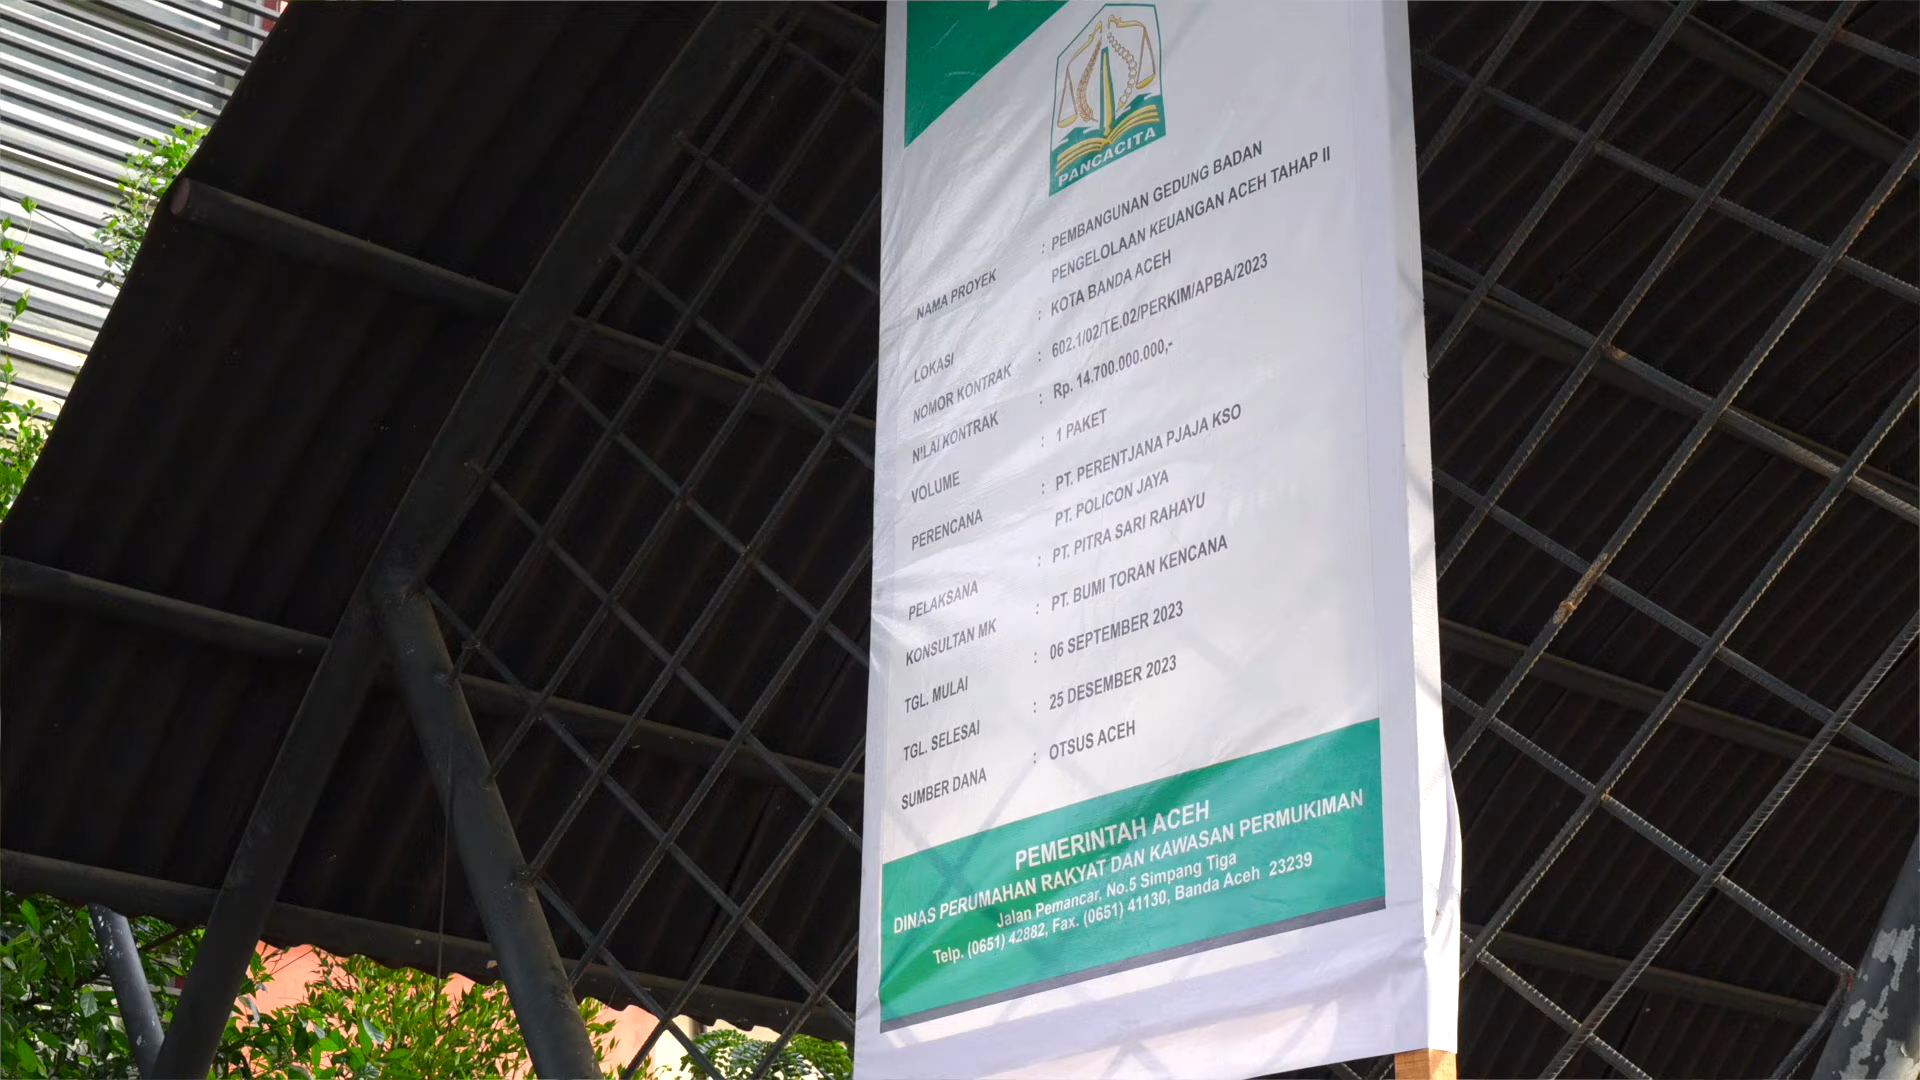 PANCACITA
NAMA PROYEK : PEMBANGUNAN GEDUNG BADAN
PENGELOLAAN KEUANGAN ACEH TAHAP II
LOKASI : KOTA BANDA ACEH
NOMOR KONTRAK : 602.1/02/TE.02/PERKIM/APBA/2023
NILAI KONTRAK : Rp. 14.700.000.000,-
VOLUME : 1 PAKET
PERENCANA : PT. PERENTJANA PJAJA KSO
PT. POLICON JAYA
PELAKSANA : PT. PITRA SARI RAHAYU
KONSULTAN MK : PT. BUMI TORAN KENCANA
TGL. MULAI : 06 SEPTEMBER 2023
TGL. SELESAI : 25 DESEMBER 2023
SUMBER DANA : OTSUS ACEH
PEMERINTAH ACEH
DINAS PERUMAHAN RAKYAT DAN KAWASAN PERMUKIMAN
Jalan Pemancar, No.5 Simpang Tiga
Telp. (0651) 42882, Fax. (0651) 41130, Banda Aceh 23239